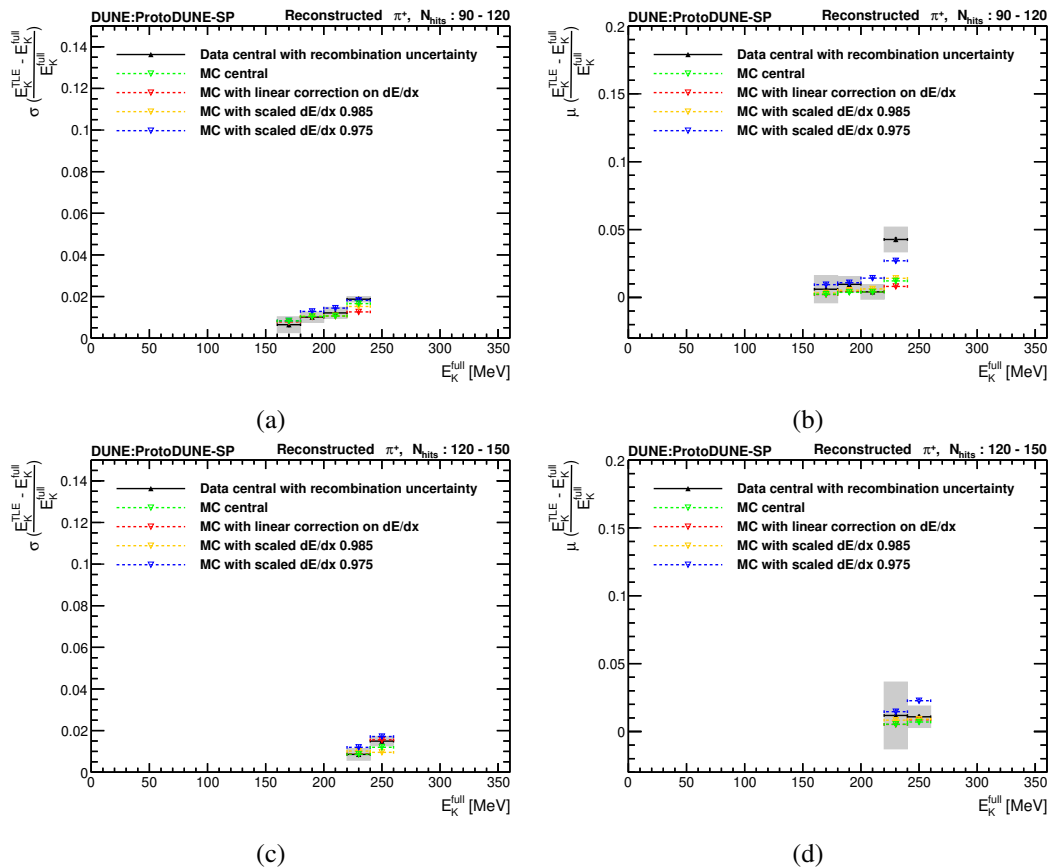 DUNE:ProtoDUNE-SP Reconstructed π⁺, N_hits : 90 - 120
σ ( (E_K^TLE - E_K^full) / E_K^full )
0.14
0.12
0.1
0.08
0.06
0.04
0.02
0
Data central with recombination uncertainty
MC central
MC with linear correction on dE/dx
MC with scaled dE/dx 0.985
MC with scaled dE/dx 0.975
0 50 100 150 200 250 300 350
E_K^full [MeV]
(a)
DUNE:ProtoDUNE-SP Reconstructed π⁺, N_hits : 90 - 120
μ ( (E_K^TLE - E_K^full) / E_K^full )
0.2
0.15
0.1
0.05
0
Data central with recombination uncertainty
MC central
MC with linear correction on dE/dx
MC with scaled dE/dx 0.985
MC with scaled dE/dx 0.975
0 50 100 150 200 250 300 350
E_K^full [MeV]
(b)
DUNE:ProtoDUNE-SP Reconstructed π⁺, N_hits : 120 - 150
σ ( (E_K^TLE - E_K^full) / E_K^full )
0.14
0.12
0.1
0.08
0.06
0.04
0.02
0
Data central with recombination uncertainty
MC central
MC with linear correction on dE/dx
MC with scaled dE/dx 0.985
MC with scaled dE/dx 0.975
0 50 100 150 200 250 300 350
E_K^full [MeV]
(c)
DUNE:ProtoDUNE-SP Reconstructed π⁺, N_hits : 120 - 150
μ ( (E_K^TLE - E_K^full) / E_K^full )
0.2
0.15
0.1
0.05
0
Data central with recombination uncertainty
MC central
MC with linear correction on dE/dx
MC with scaled dE/dx 0.985
MC with scaled dE/dx 0.975
0 50 100 150 200 250 300 350
E_K^full [MeV]
(d)